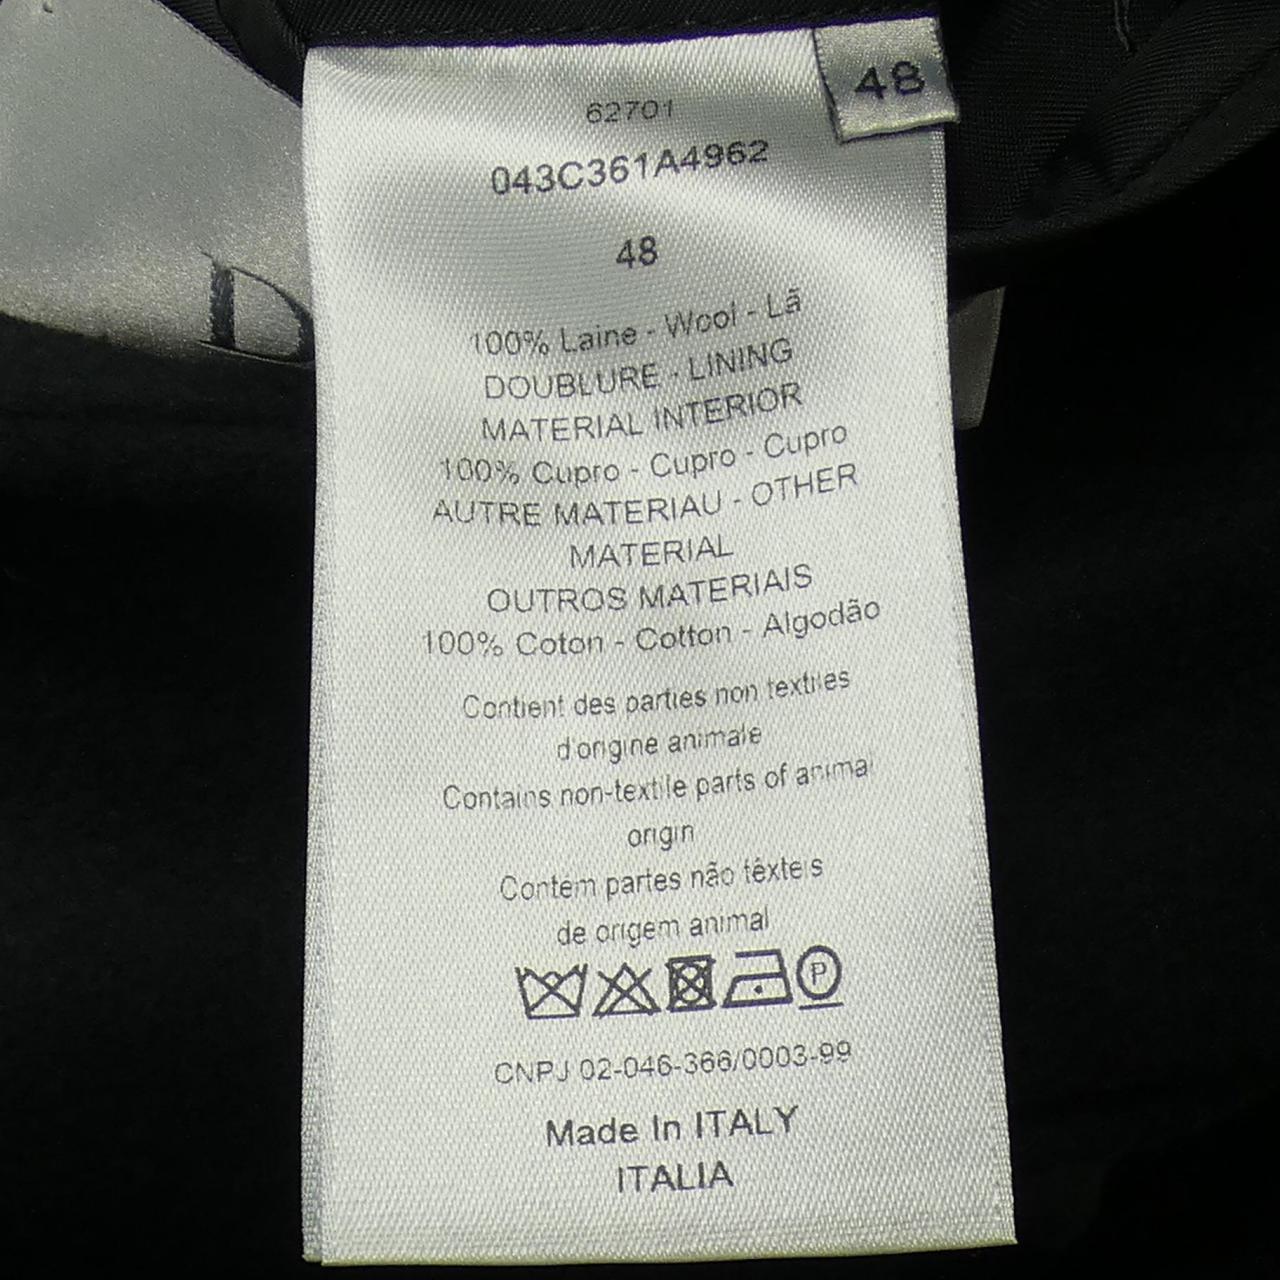 48
62701
043C361A4962
48
100% Laine - Wool - Lã
DOUBLURE - LINING
MATERIAL INTERIOR
100% Cupro - Cupro - Cupro
AUTRE MATERIAU - OTHER
MATERIAL
OUTROS MATERIAIS
100% Coton - Cotton - Algodão
Contient des parties non textiles
d'origine animale
Contains non-textile parts of animal
origin
Contém partes não têxteis
de origem animal
P
CNPJ 02-046-366/0003-99
Made In ITALY
ITALIA
D